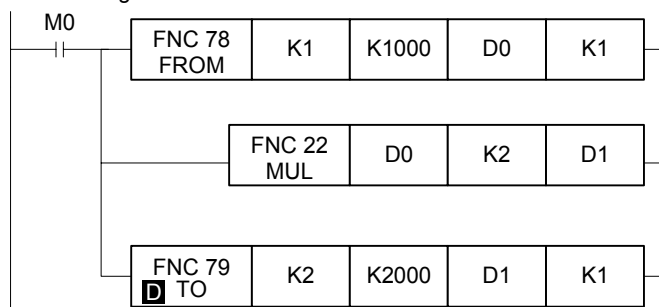 M0
FNC 78 FROM K1 K1000 D0 K1
FNC 22 MUL D0 K2 D1
FNC 79 D TO K2 K2000 D1 K1